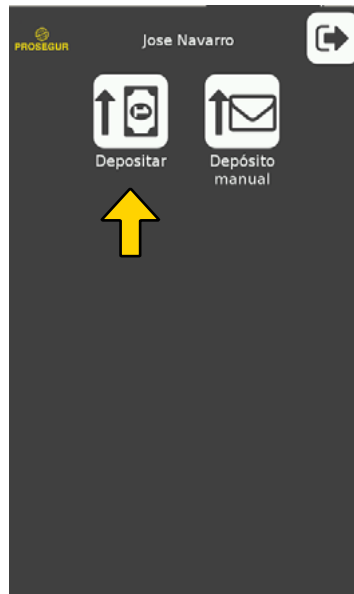 PROSEGUR
Jose Navarro
Depositar
Depósito
manual